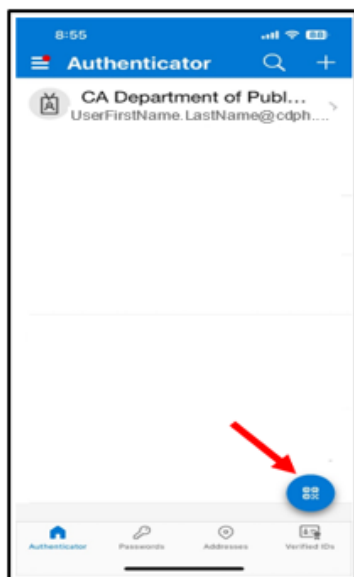 8:55
Authenticator
CA Department of Publ...
UserFirstName.LastName@cdph....
Authenticator Passwords Addresses Verified IDs